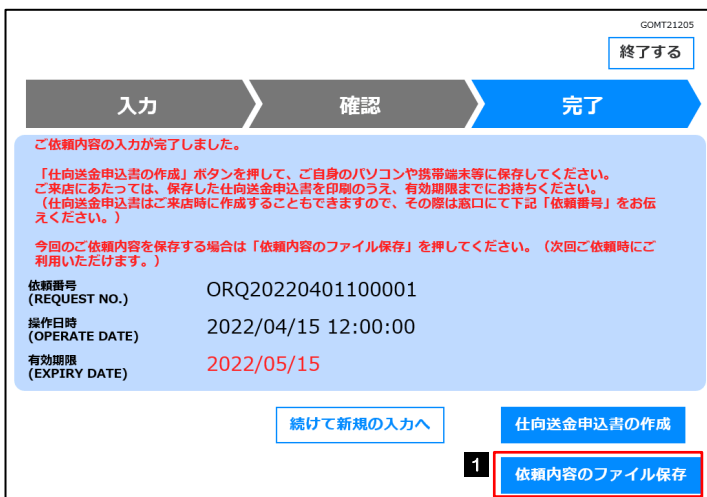 GOMT21205
終了する
入力
確認
完了
ご依頼内容の入力が完了しました。
「仕向送金申込書の作成」ボタンを押して、ご自身のパソコンや携帯端末等に保存してください。
ご来店にあたっては、保存した仕向送金申込書を印刷のうえ、有効期限までにお持ちください。
（仕向送金申込書はご来店時に作成することもできますので、その際は窓口にて下記「依頼番号」をお伝
えください。）
今回のご依頼内容を保存する場合は「依頼内容のファイル保存」を押してください。（次回ご依頼時にご
利用いただけます。）
依頼番号
(REQUEST NO.)
ORQ20220401100001
操作日時
(OPERATE DATE)
2022/04/15 12:00:00
有効期限
(EXPIRY DATE)
2022/05/15
続けて新規の入力へ
仕向送金申込書の作成
1
依頼内容のファイル保存